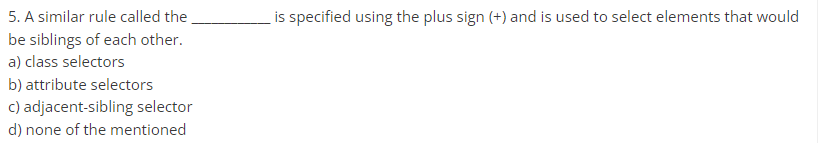 5. A similar rule called the ____________ is specified using the plus sign (+) and is used to select elements that would
be siblings of each other.
a) class selectors
b) attribute selectors
c) adjacent-sibling selector
d) none of the mentioned